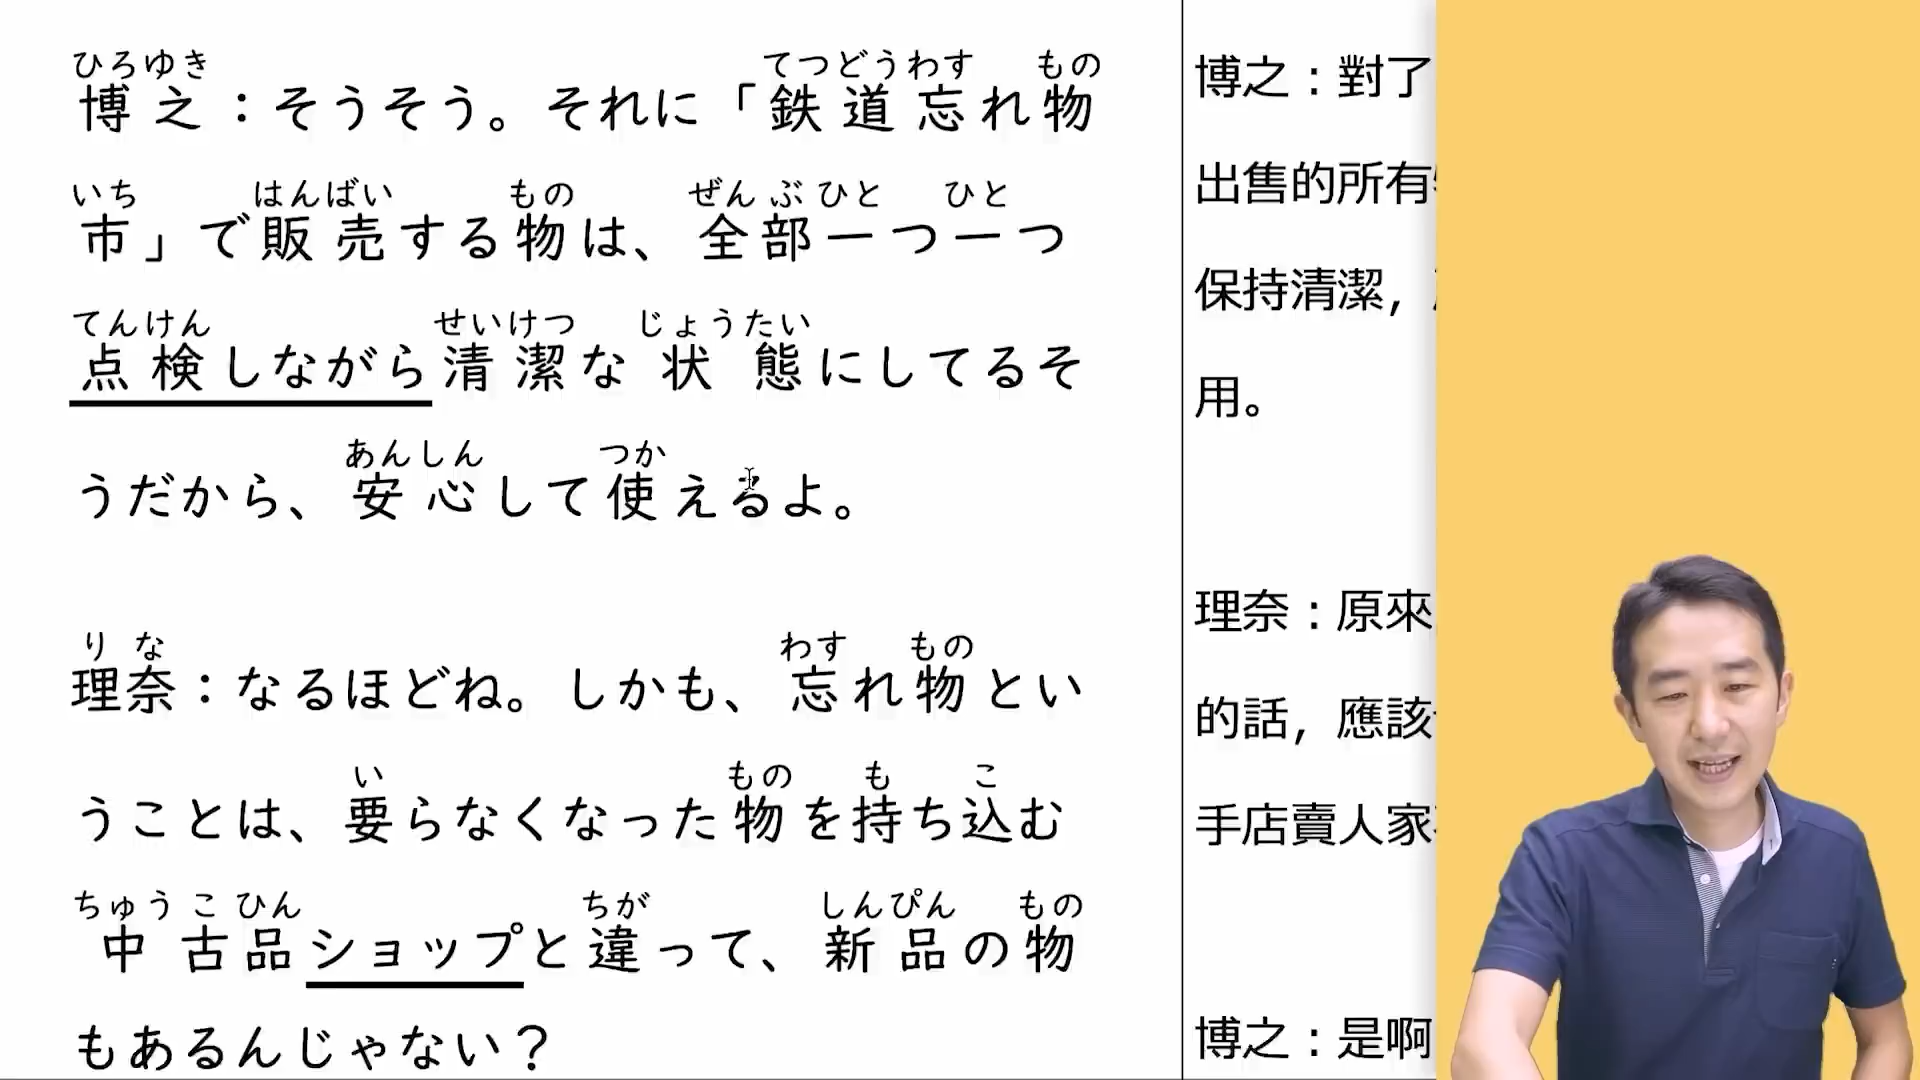 ひろゆき てつどうわす もの
博之：そうそう。それに「鉄道忘れ物
いち はんばい もの ぜんぶひと ひと
市」で販売する物は、全部一つ一つ
てんけん せいけつ じょうたい
点検しながら清潔な状態にしてるそ
あんしん つか
うだから、安心して使えるよ。
りな わす もの
理奈：なるほどね。しかも、忘れ物とい
い もの も こ
うことは、要らなくなった物を持ち込む
ちゅうこひん ちが しんぴん もの
中古品ショップと違って、新品の物
もあるんじゃない？
博之：對了
出售的所有
保持清潔，
用。
理奈：原來
的話，應該
手店賣人家
博之：是啊